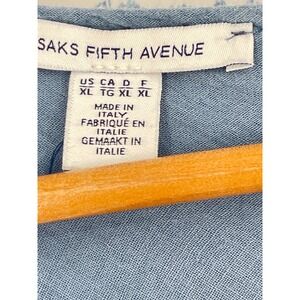 SAKS FIFTH AVENUE
US CA D F
XL TG XL XL
MADE IN
ITALY
FABRIQUÉ EN
ITALIE
GEMAAKT IN
ITALIE